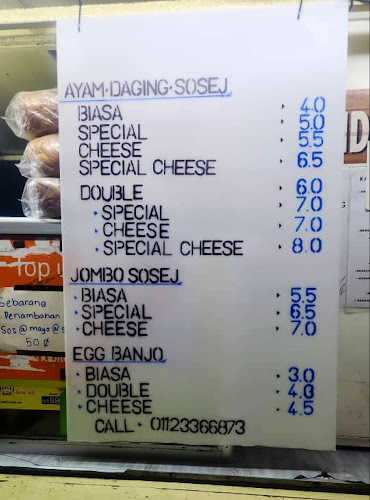 AYAM · DAGING · SOSEJ
BIASA ‣ 4.0
SPECIAL ‣ 5.0
CHEESE ‣ 5.5
SPECIAL CHEESE ‣ 6.5
DOUBLE ‣ 6.0
‣ SPECIAL ‣ 7.0
‣ CHEESE ‣ 7.0
‣ SPECIAL CHEESE ‣ 8.0
JOMBO SOSEJ
‣ BIASA ‣ 5.5
‣ SPECIAL ‣ 6.5
‣ CHEESE ‣ 7.0
EGG BANJO
· BIASA ‣ 3.0
· DOUBLE ‣ 4.0
· CHEESE ‣ 4.5
CALL · 01123366873
Top
Sebarang
Penambahan
Sos @ mayo @
50 ¢